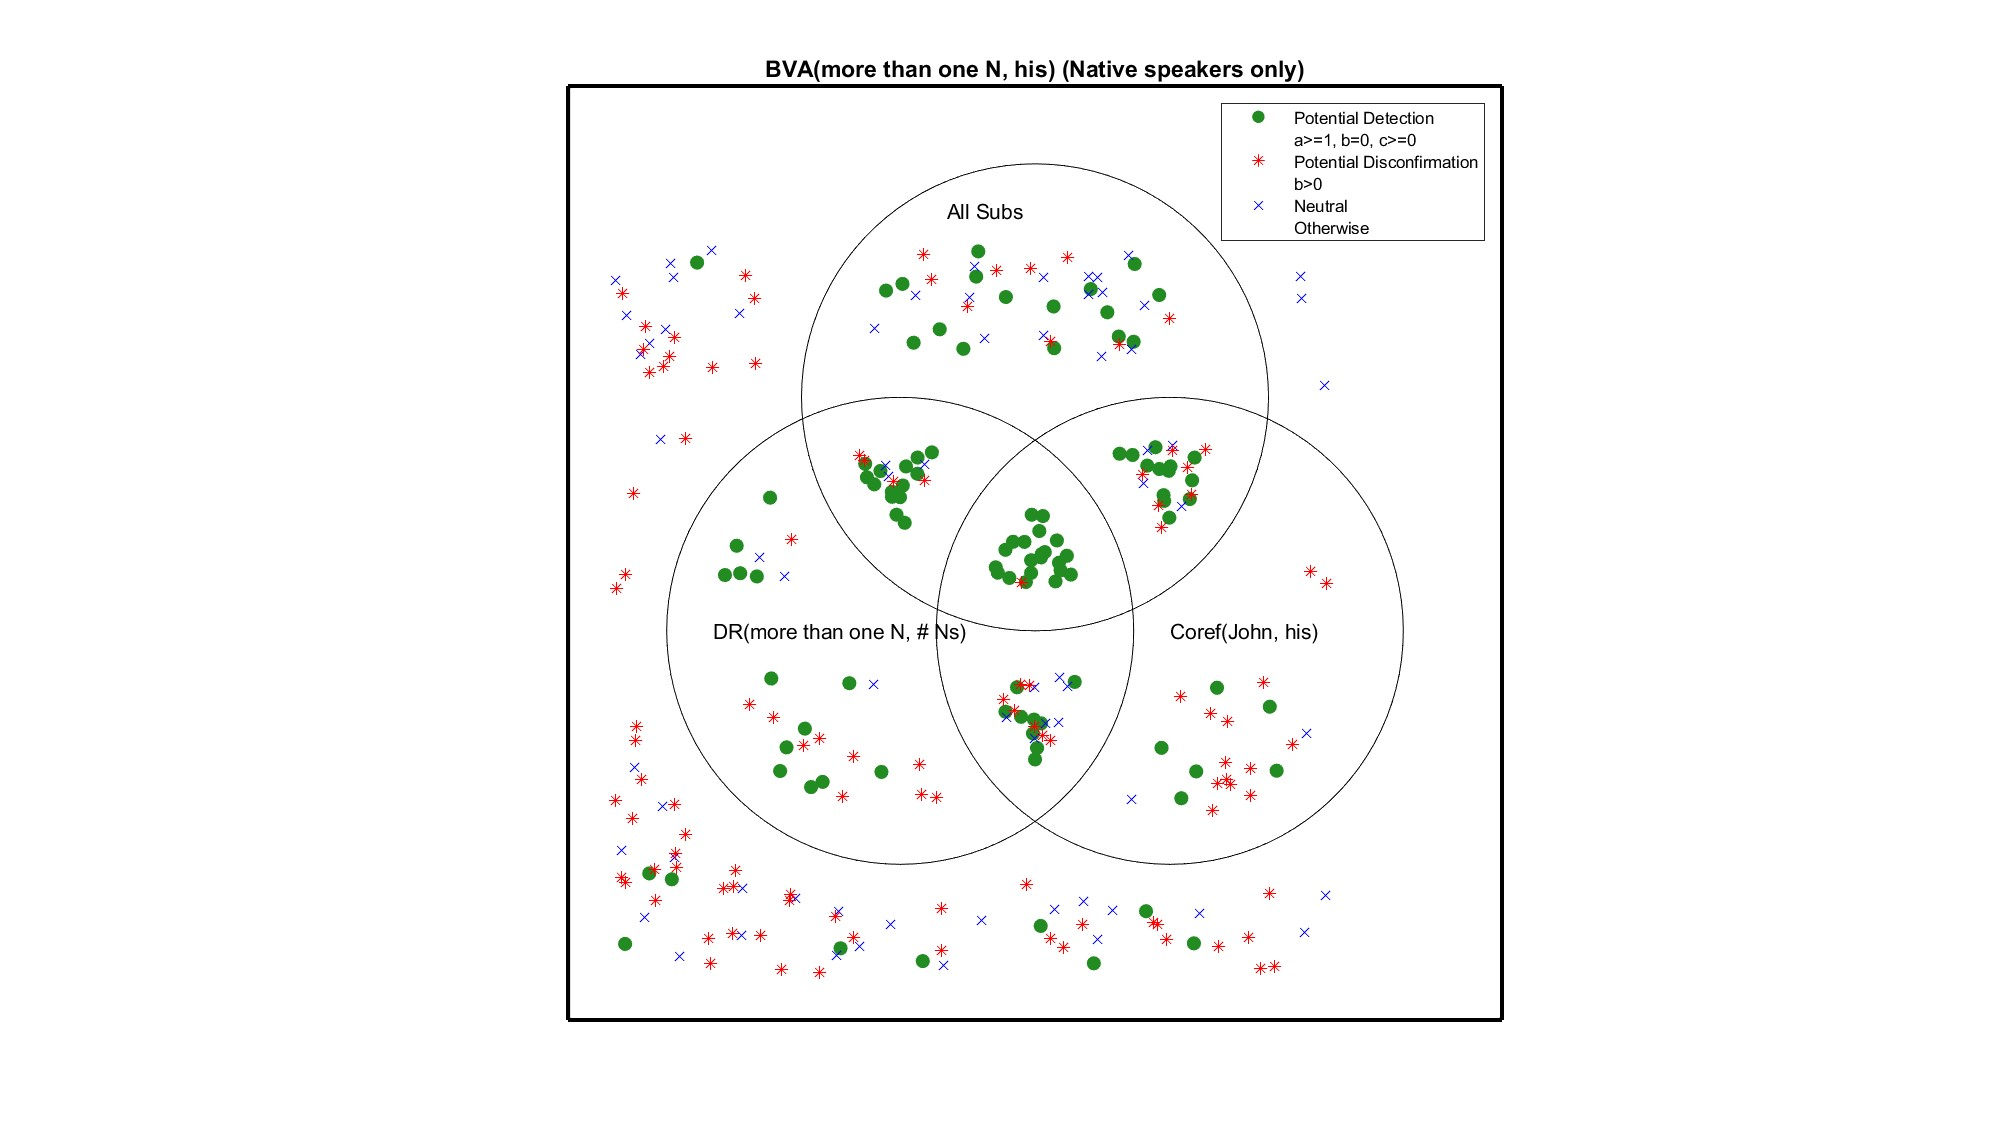 BVA(more than one N, his) (Native speakers only)
Potential Detection
a>=1, b=0, c>=0
Potential Disconfirmation
b>0
Neutral
Otherwise
All Subs
DR(more than one N, # Ns)
Coref(John, his)